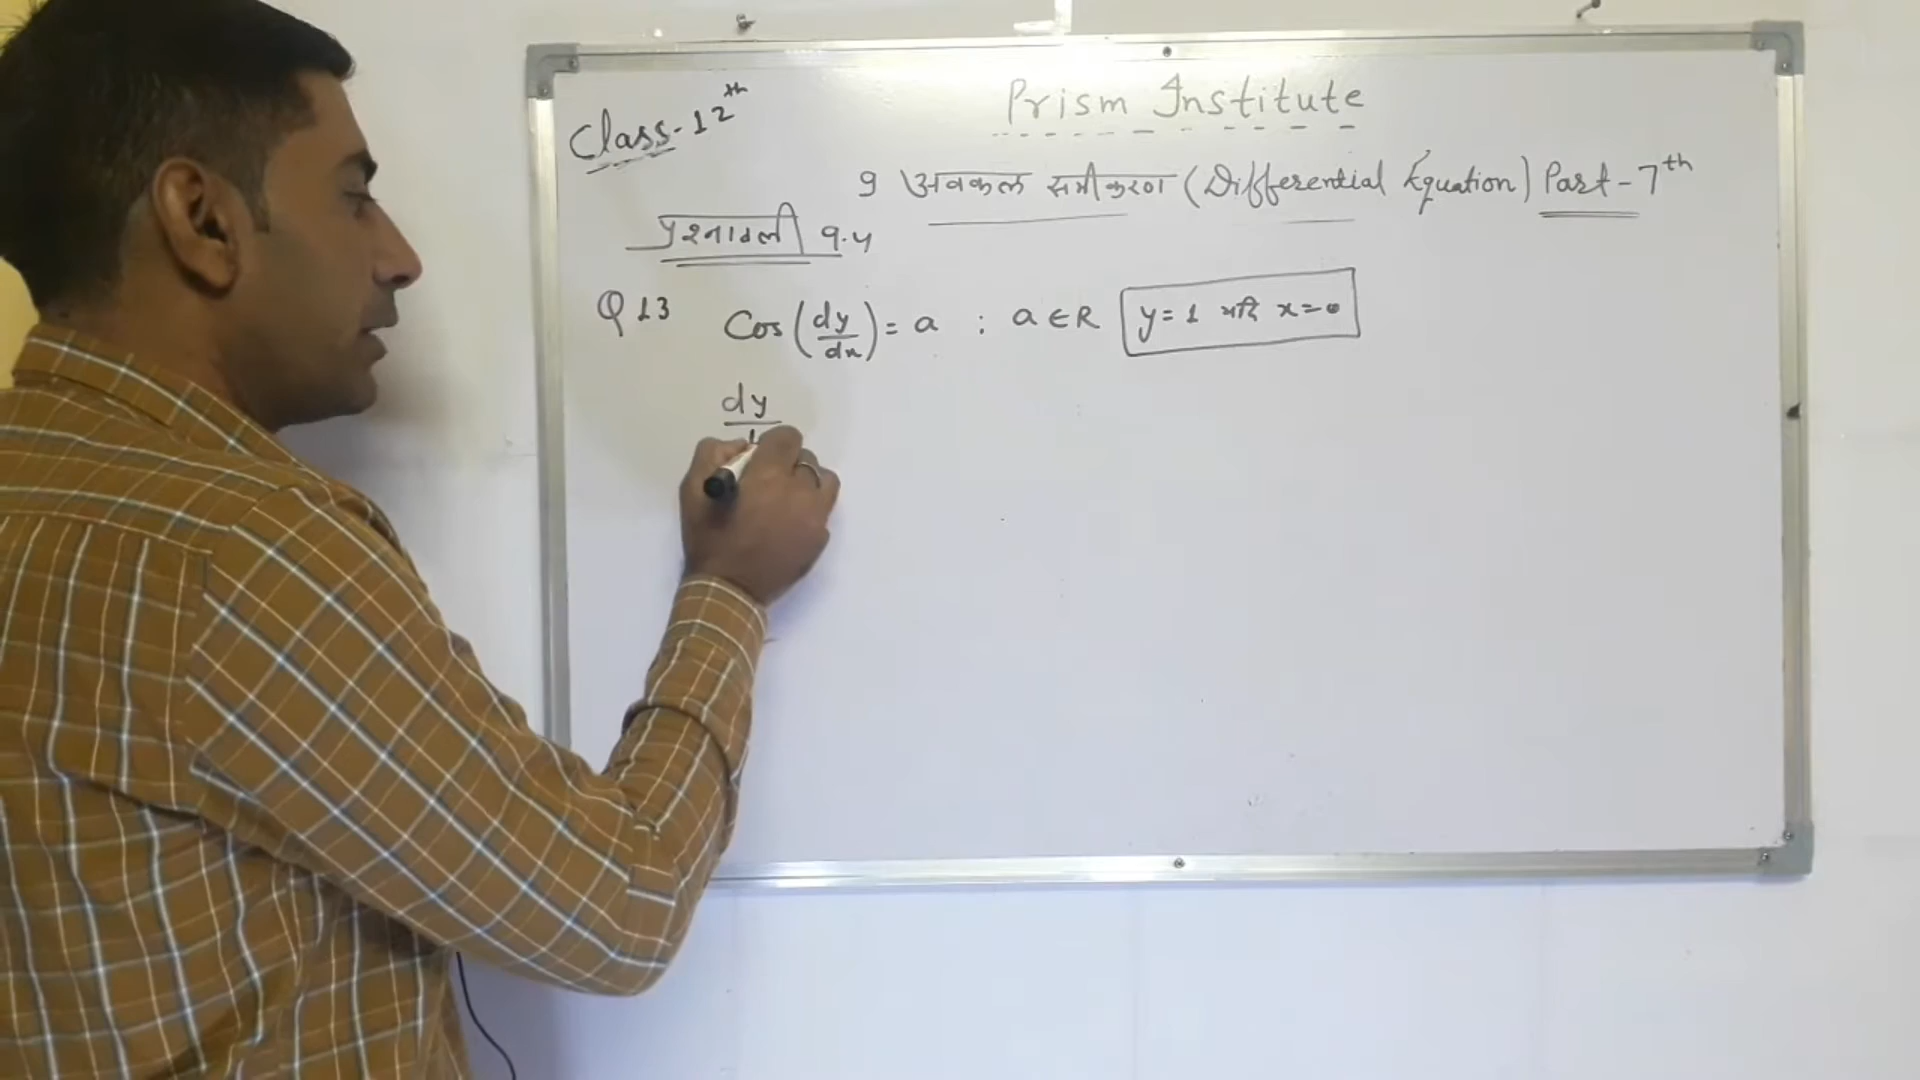 Class-12th
Prism Institute
9 अवकल समीकरण (Differential Equation) Part-7th
प्रश्नावली 9.4
Q 13 Cos(dy/dx) = a : a ∈ R y=1 यदि x=0
dy